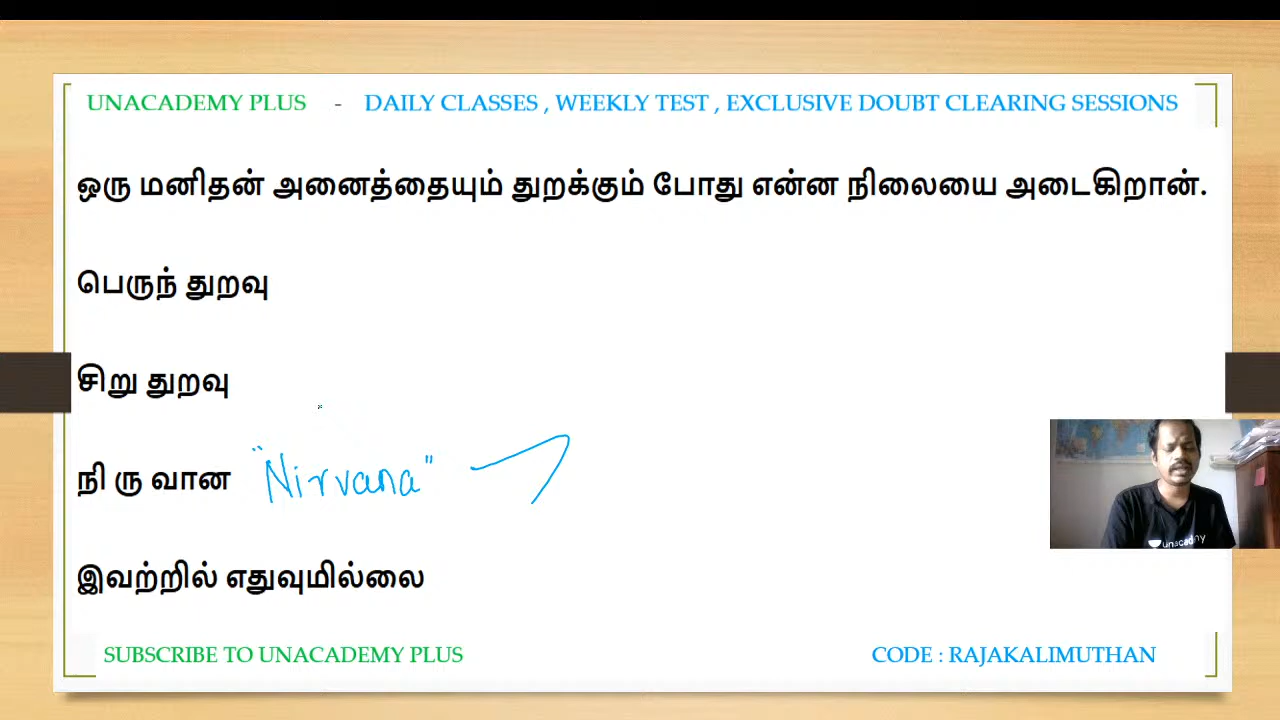 UNACADEMY PLUS - DAILY CLASSES , WEEKLY TEST , EXCLUSIVE DOUBT CLEARING SESSIONS
ஒரு மனிதன் அனைத்தையும் துறக்கும் போது என்ன நிலையை அடைகிறான்.
பெருந் துறவு
சிறு துறவு
நி ரு வான "Nirvana"
unacademy
இவற்றில் எதுவுமில்லை
SUBSCRIBE TO UNACADEMY PLUS CODE : RAJAKALIMUTHAN